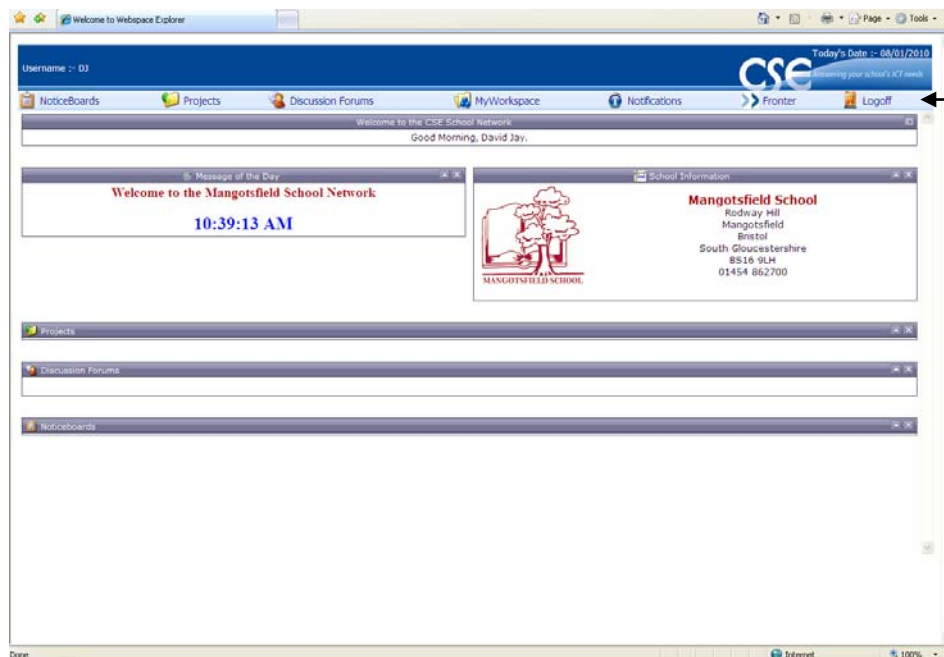 Welcome to Webspace Explorer
Page
Tools
Today's Date :- 08/01/2010
Username :- DJ
CSE
Answering your school's ICT needs
NoticeBoards Projects Discussion Forums MyWorkspace Notifications Fronter Logoff
Welcome to the CSE School Network
Good Morning, David Jay.
Message of the Day
Welcome to the Mangotsfield School Network
10:39:13 AM
School Information
MANGOTSFIELD SCHOOL
Mangotsfield School
Rodway Hill
Mangotsfield
Bristol
South Gloucestershire
BS16 9LH
01454 862700
Projects
Discussion Forums
Noticeboards
Done
Internet
100%